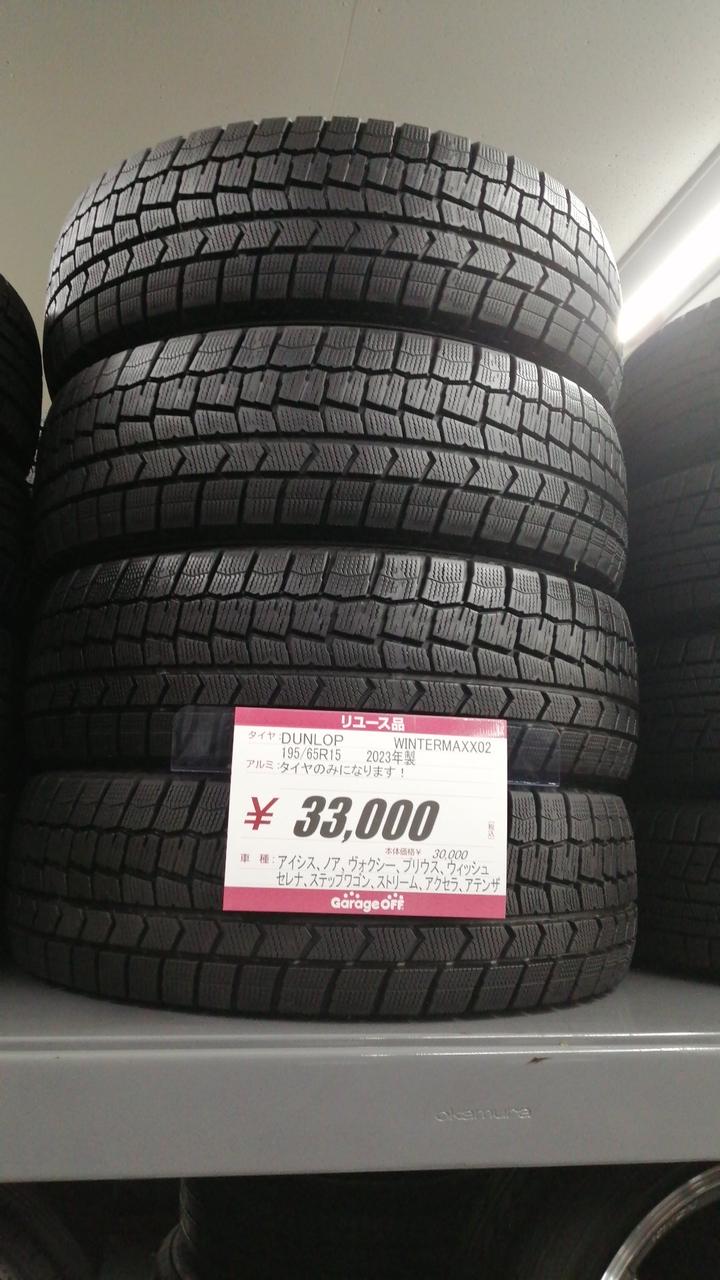 リユース品
タイヤ:DUNLOP WINTERMAXX02
195/65R15 2023年製
アルミ:タイヤのみになります!
¥ 33,000 (税込)
本体価格¥ 30,000
車 種: アイシス、ノア、ヴォクシー、プリウス、ウィッシュ
セレナ、ステップワゴン、ストリーム、アクセラ、アテンザ
Garage OFF
okamura